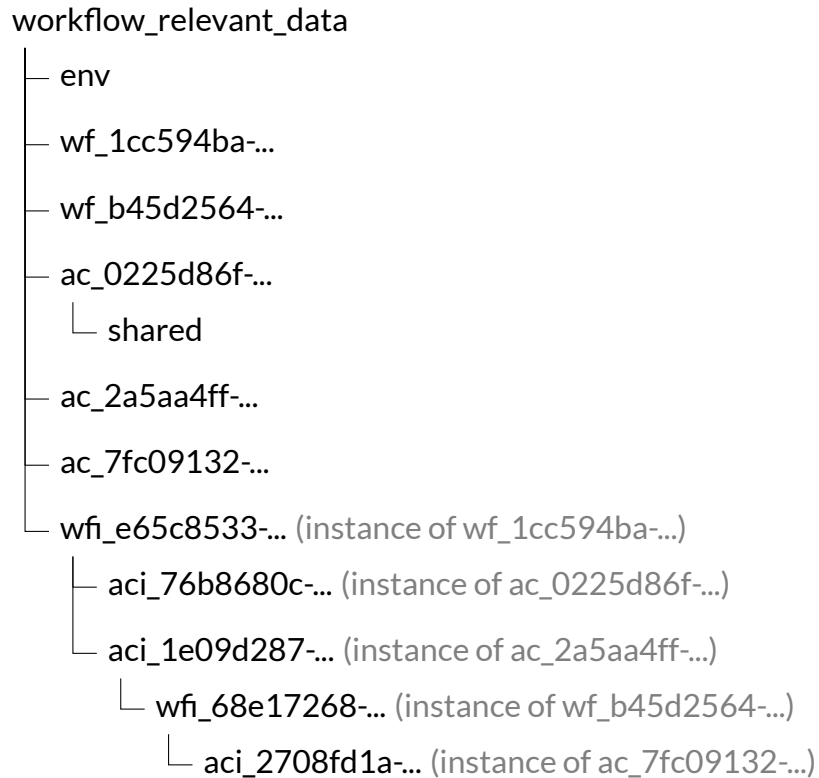 workflow_relevant_data
env
wf_1cc594ba-...
wf_b45d2564-...
ac_0225d86f-...
shared
ac_2a5aa4ff-...
ac_7fc09132-...
wfi_e65c8533-... (instance of wf_1cc594ba-...)
aci_76b8680c-... (instance of ac_0225d86f-...)
aci_1e09d287-... (instance of ac_2a5aa4ff-...)
wfi_68e17268-... (instance of wf_b45d2564-...)
aci_2708fd1a-... (instance of ac_7fc09132-...)